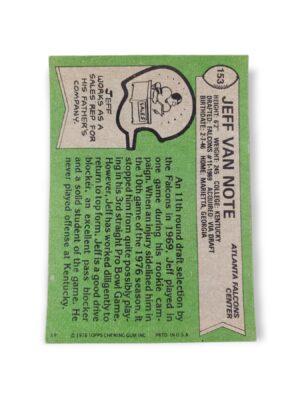 153
JEFF VAN NOTE
ATLANTA FALCONS
CENTER
HEIGHT: 6'2" WEIGHT: 245 COLLEGE: KENTUCKY
DRAFTED: FALCONS #11-1969 ACQUIRED: VIA DRAFT
BIRTHDATE: 2-7-46 HOME: MARIETTA, GEORGIA
SALES
JEFF
WORKS AS A
SALES REP FOR
HIS FATHER'S
COMPANY.
An 11th round draft selection by
the Falcons in 1969, Jeff played in
one game during his rookie cam-
paign. When an injury sidelined him in
the 10th game of the 1976 season, it
stopped him from possibly play-
ing in his 3rd straight Pro Bowl Game.
However, Jeff has worked diligently to
return to top form. Jeff is a good drive
blocker, an excellent pass blocker
and a solid student of the game. He
never played offense at Kentucky.
© 1978 TOPPS CHEWING GUM INC. PRTD. IN U.S.A.